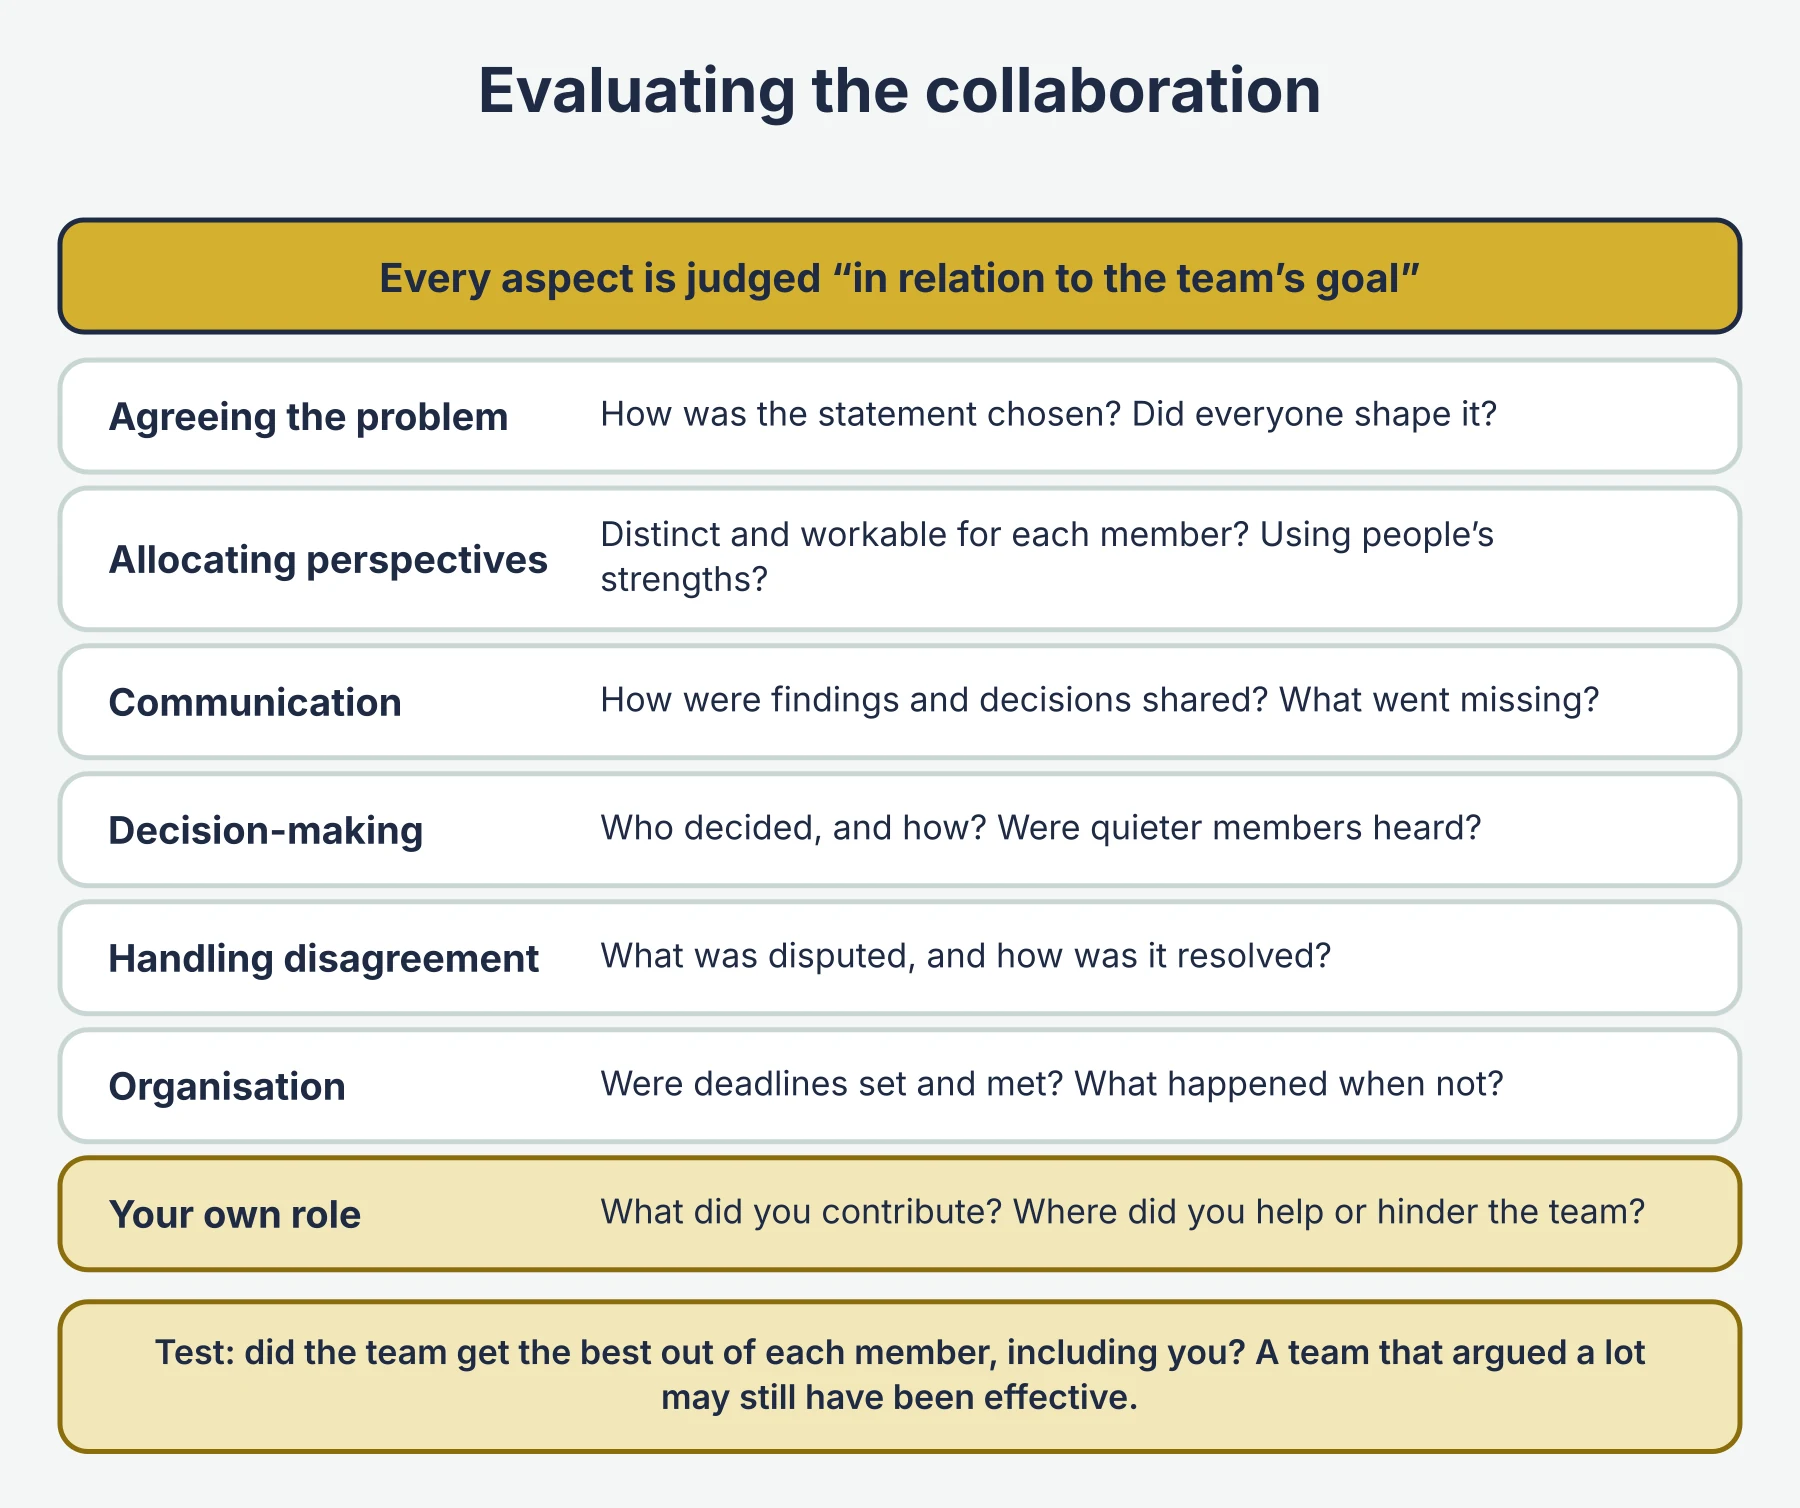 Evaluating the collaboration
Every aspect is judged “in relation to the team’s goal”
Agreeing the problem
How was the statement chosen? Did everyone shape it?
Allocating perspectives
Distinct and workable for each member? Using people’s
strengths?
Communication
How were findings and decisions shared? What went missing?
Decision-making
Who decided, and how? Were quieter members heard?
Handling disagreement
What was disputed, and how was it resolved?
Organisation
Were deadlines set and met? What happened when not?
Your own role
What did you contribute? Where did you help or hinder the team?
Test: did the team get the best out of each member, including you? A team that argued a lot
may still have been effective.